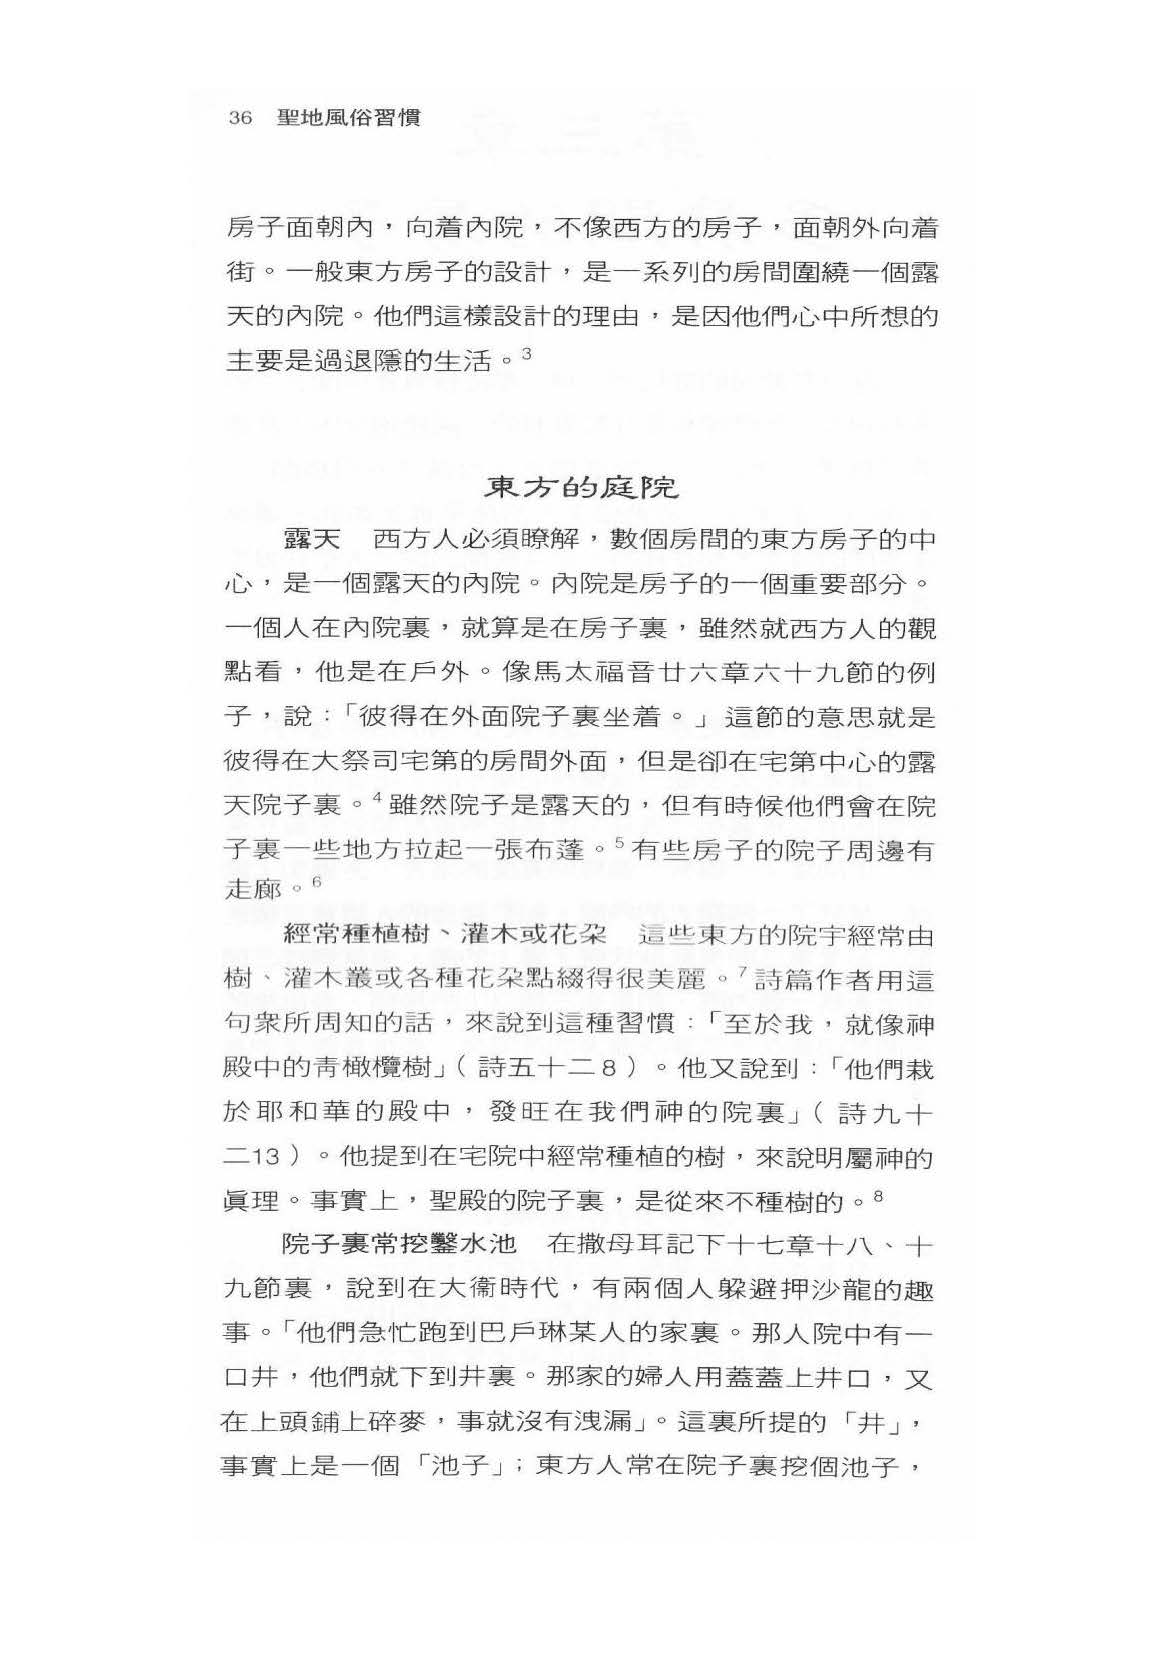 36 聖地風俗習慣
房子面朝內，向着內院，不像西方的房子，面朝外向着
街。一般東方房子的設計，是一系列的房間圍繞一個露
天的內院。他們這樣設計的理由，是因他們心中所想的
主要是過退隱的生活。3
東方的庭院
露天　西方人必須瞭解，數個房間的東方房子的中
心，是一個露天的內院。內院是房子的一個重要部分。
一個人在內院裏，就算是在房子裏，雖然就西方人的觀
點看，他是在戶外。像馬太福音廿六章六十九節的例
子，說：「彼得在外面院子裏坐着。」這節的意思就是
彼得在大祭司宅第的房間外面，但是卻在宅第中心的露
天院子裏。4雖然院子是露天的，但有時候他們會在院
子裏一些地方拉起一張布蓬。5有些房子的院子周邊有
走廊。6
經常種植樹、灌木或花朶　這些東方的院宇經常由
樹、灌木叢或各種花朶點綴得很美麗。7詩篇作者用這
句衆所周知的話，來說到這種習慣：「至於我，就像神
殿中的靑橄欖樹」（詩五十二8）。他又說到：「他們栽
於耶和華的殿中，發旺在我們神的院裏」（詩九十
二13）。他提到在宅院中經常種植的樹，來說明屬神的
眞理。事實上，聖殿的院子裏，是從來不種樹的。8
院子裏常挖鑿水池　在撒母耳記下十七章十八、十
九節裏，說到在大衞時代，有兩個人躲避押沙龍的趣
事。「他們急忙跑到巴戶琳某人的家裏。那人院中有一
口井，他們就下到井裏。那家的婦人用蓋蓋上井口，又
在上頭鋪上碎麥，事就沒有洩漏」。這裏所提的「井」，
事實上是一個「池子」；東方人常在院子裏挖個池子，